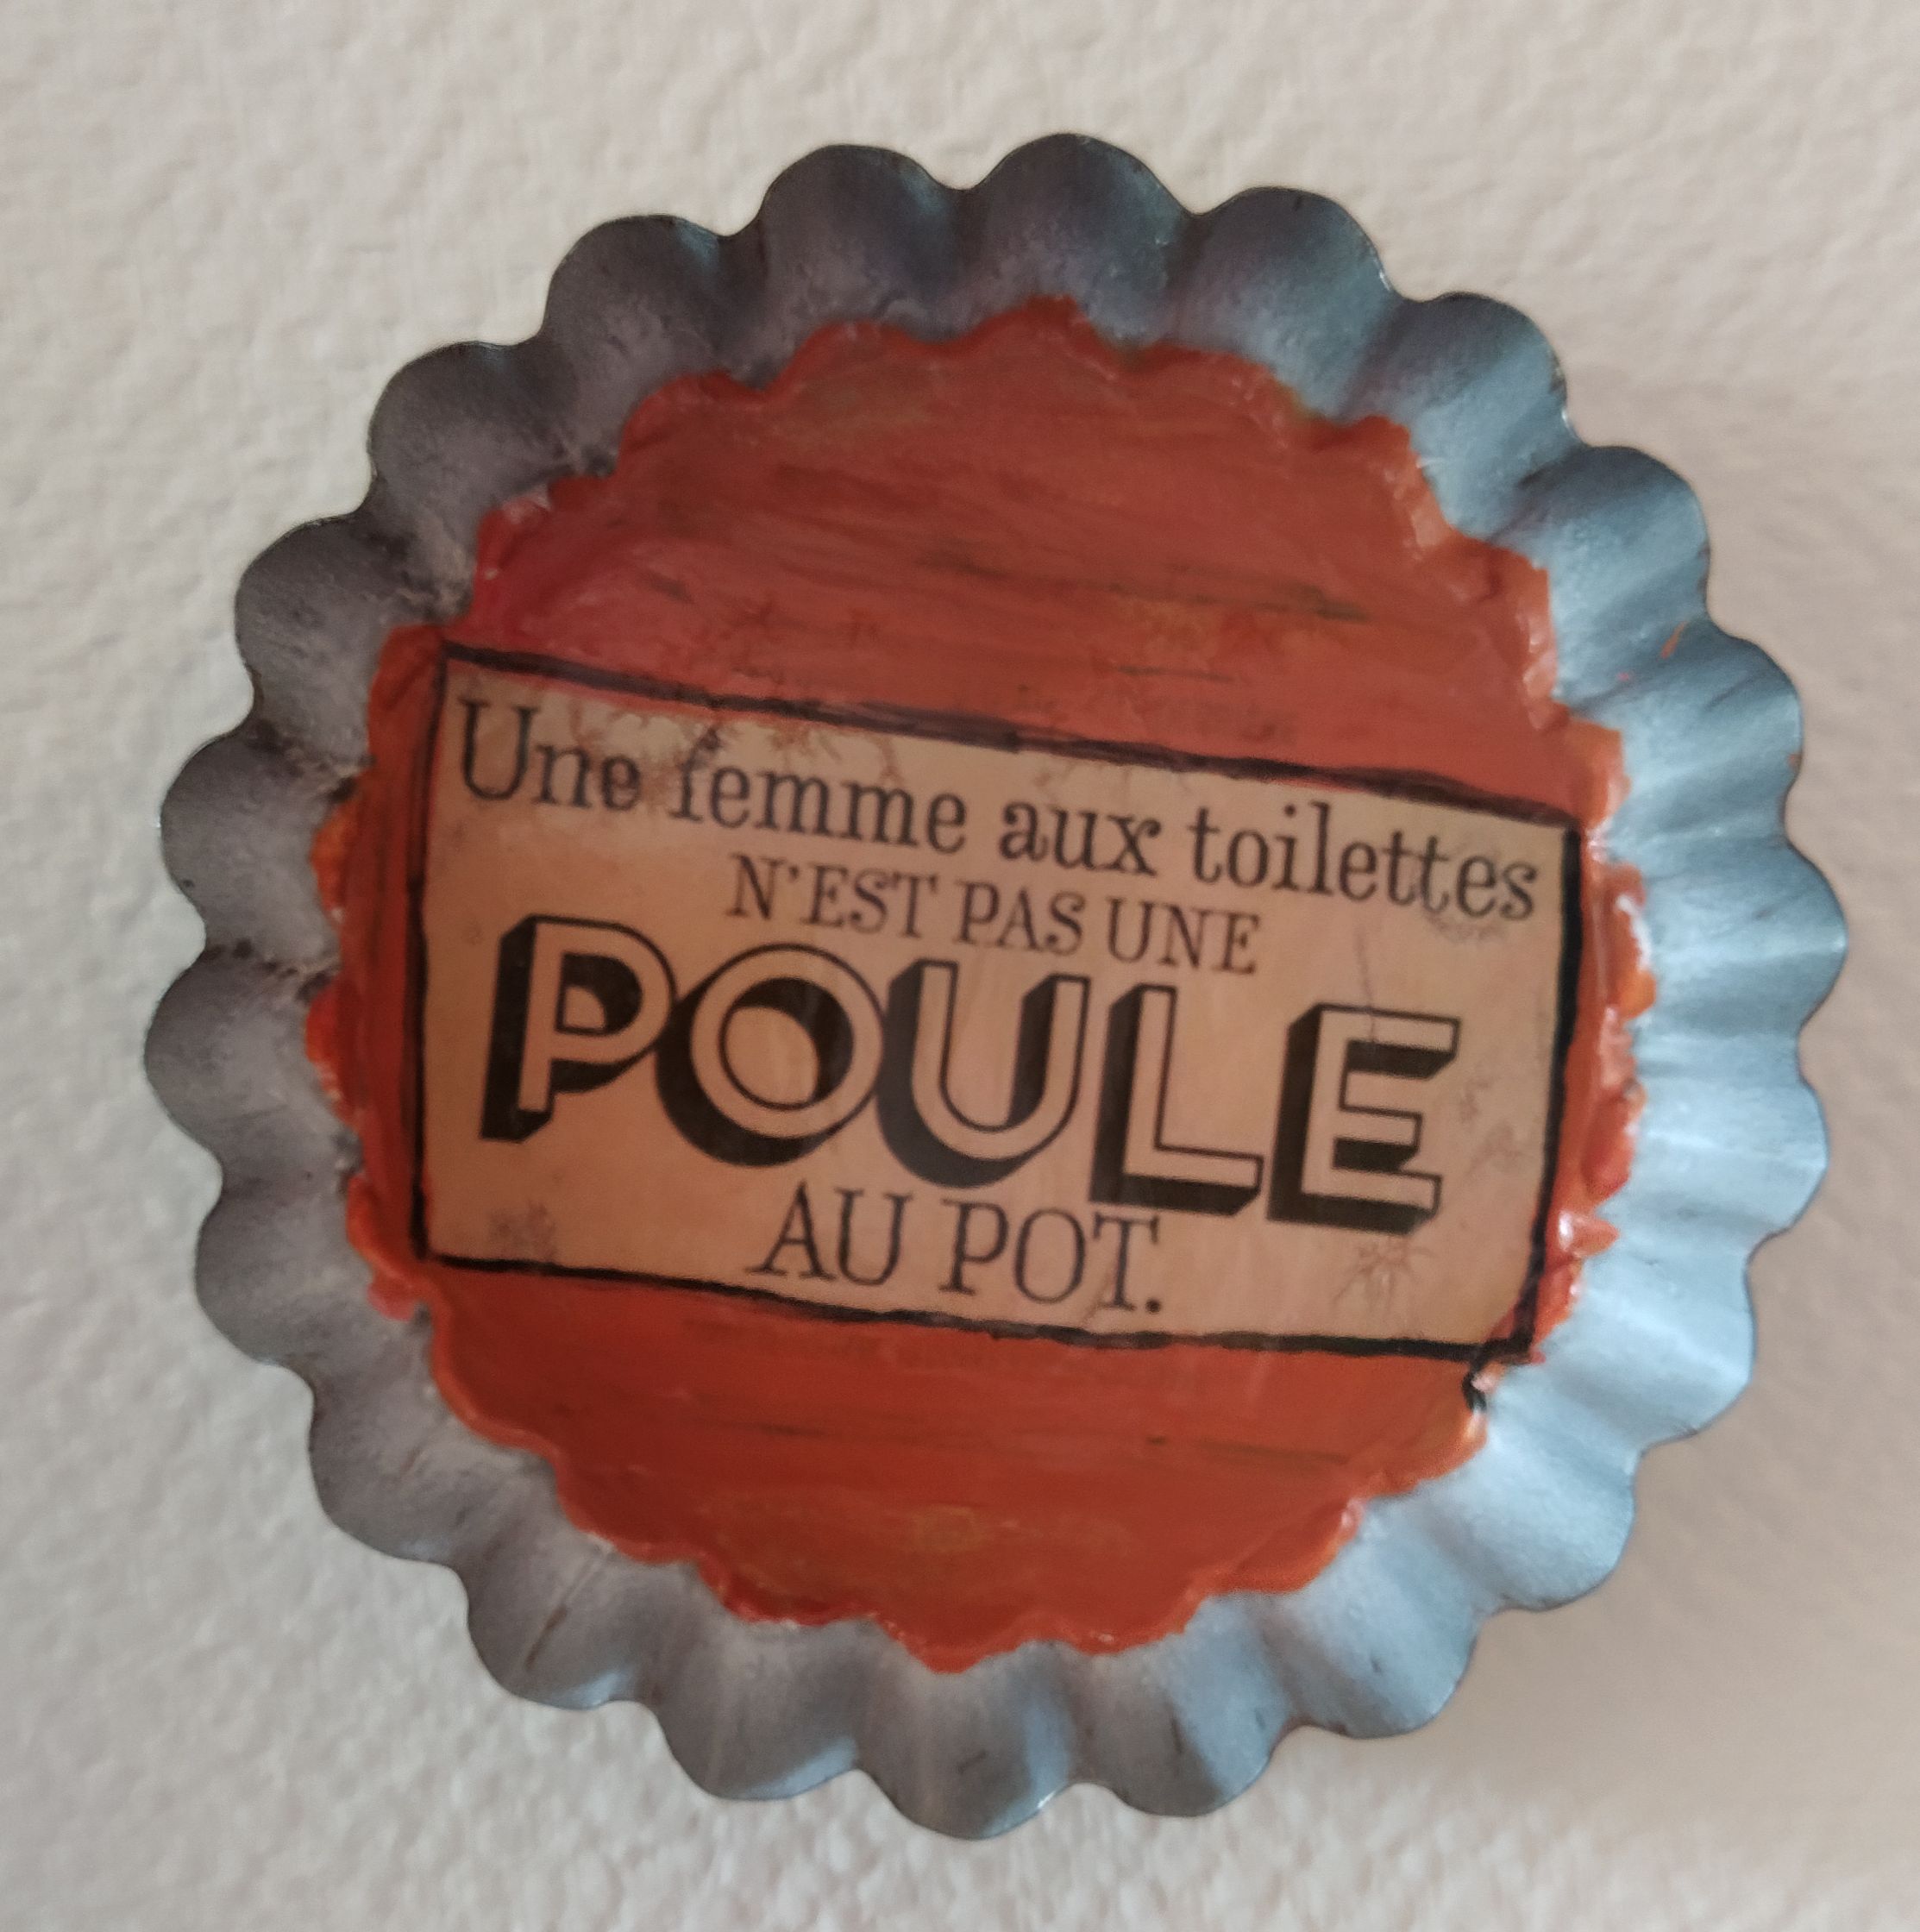 Une femme aux toilettes
N'EST PAS UNE
POULE
AU POT.